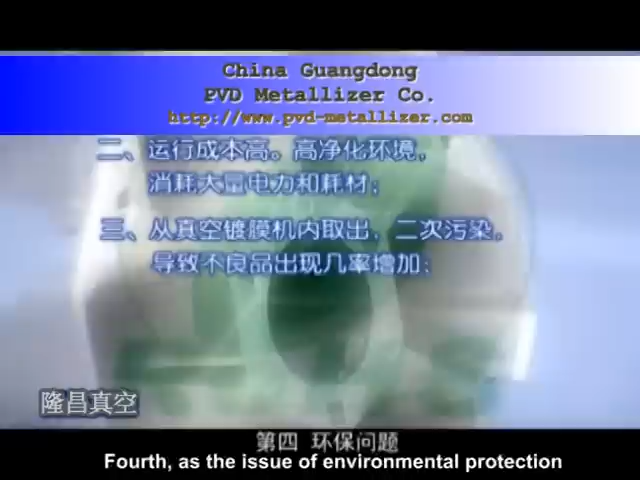 China Guangdong
PVD Metallizer Co.
http://www.pvd-metallizer.com
二、运行成本高。高净化环境，
消耗大量电力和耗材；
三、从真空镀膜机内取出，二次污染，
导致不良品出现几率增加；
隆昌真空
第四 环保问题
Fourth, as the issue of environmental protection